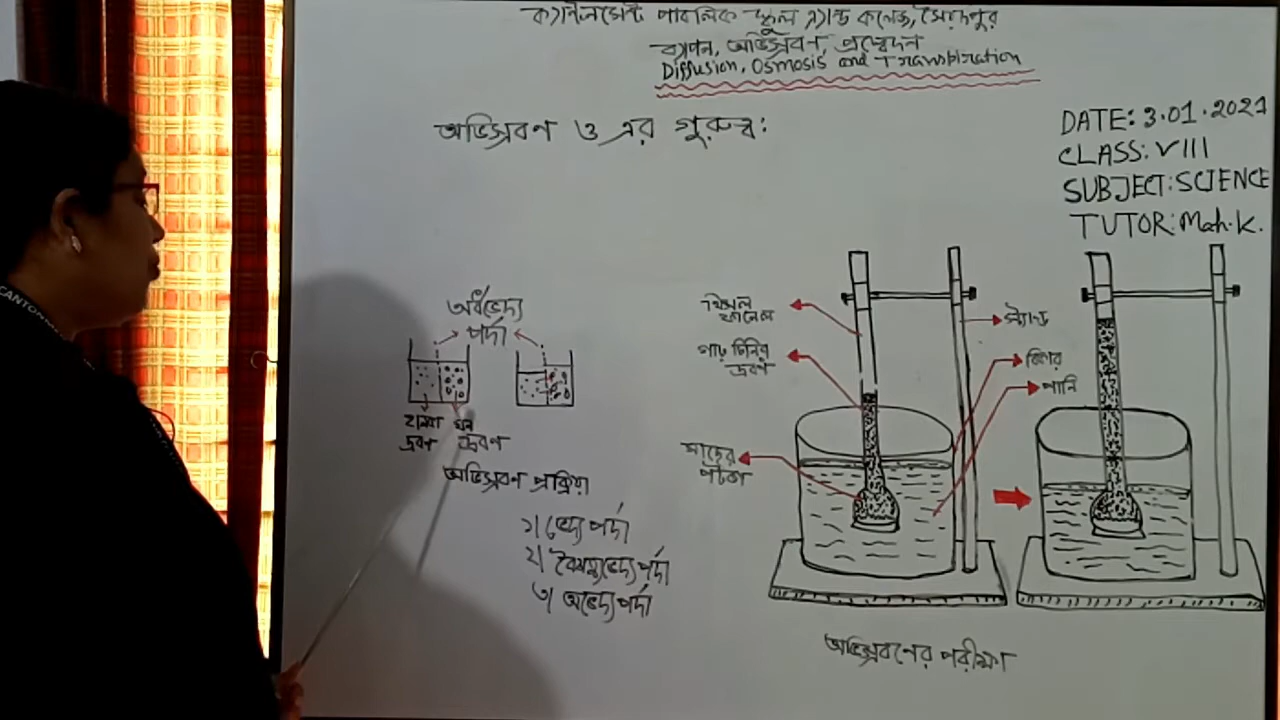 ক্যান্টনমেন্ট পাবলিক স্কুল এ্যান্ড কলেজ, সৈয়দপুর
ব্যাপন, অভিস্রবণ, প্রস্বেদন
Diffusion, Osmosis and Transpiration
অভিস্রবণ ও এর গুরুত্ব:
DATE: 3.01.2021
CLASS: VIII
SUBJECT: SCIENCE
TUTOR: Mah.K.
অর্ধভেদ্য
পর্দা
হালকা
দ্রবণ
ঘন
দ্রবণ
অভিস্রবণ প্রক্রিয়া
১। ভেদ্য পর্দা
২। বৈষম্যভেদ্য পর্দা
৩। অভেদ্য পর্দা
থিসল
ফানেল
গাঢ় চিনির
দ্রবণ
মাছের
পটকা
স্ট্যান্ড
বিকার
পানি
অভিস্রবণের পরীক্ষা
CANTON